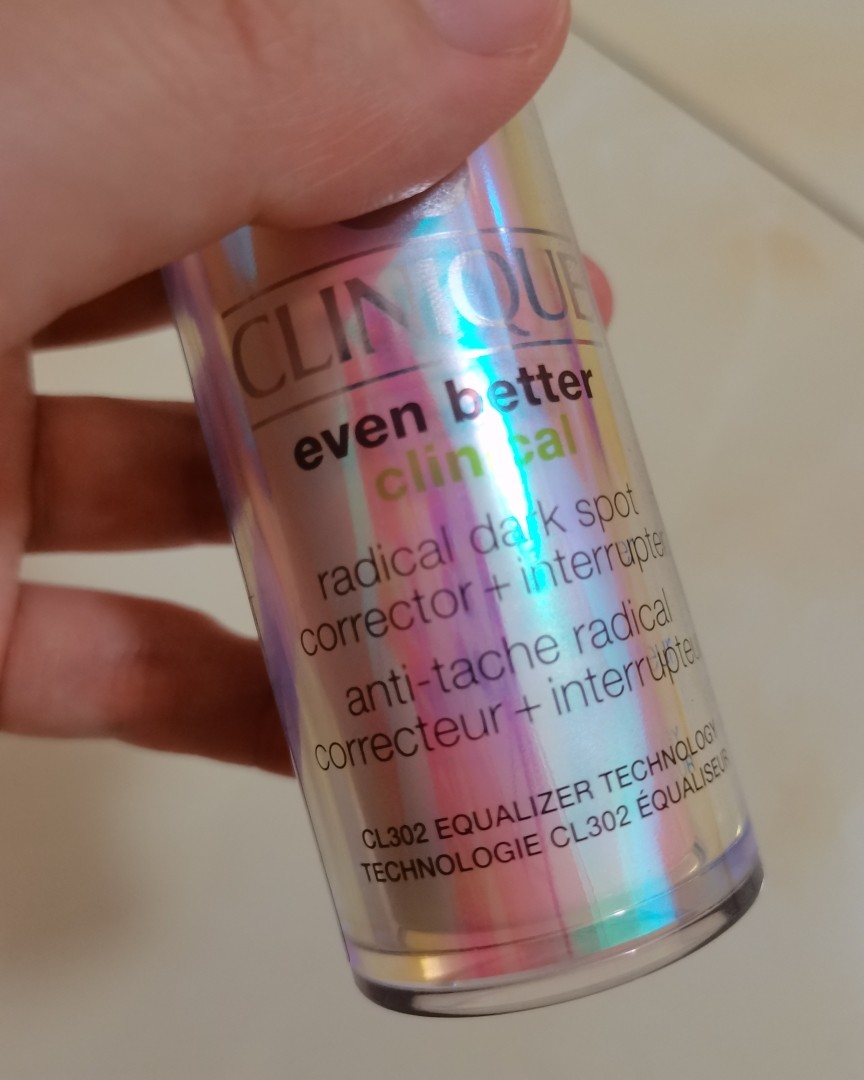 CLINIQUE
even better
clinical
radical dark spot
corrector + interrupter
anti-tache radical
correcteur + interrupteur
CL302 EQUALIZER TECHNOLOGY
TECHNOLOGIE CL302 ÉQUALISEUR